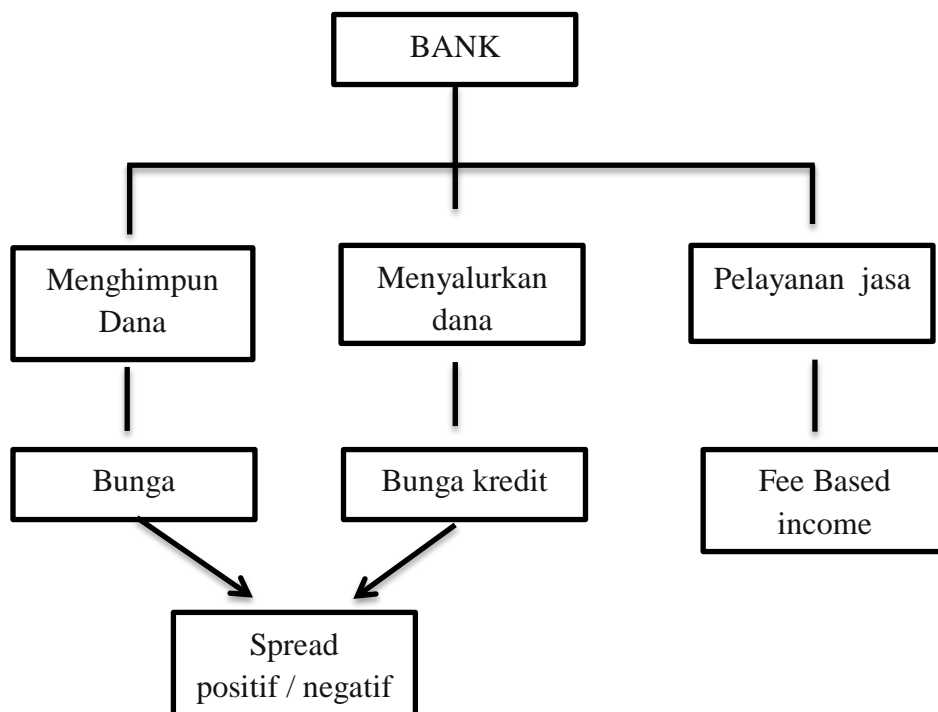 BANK
Menghimpun
Dana
Menyalurkan
dana
Pelayanan jasa
Bunga
Bunga kredit
Fee Based
income
Spread
positif / negatif